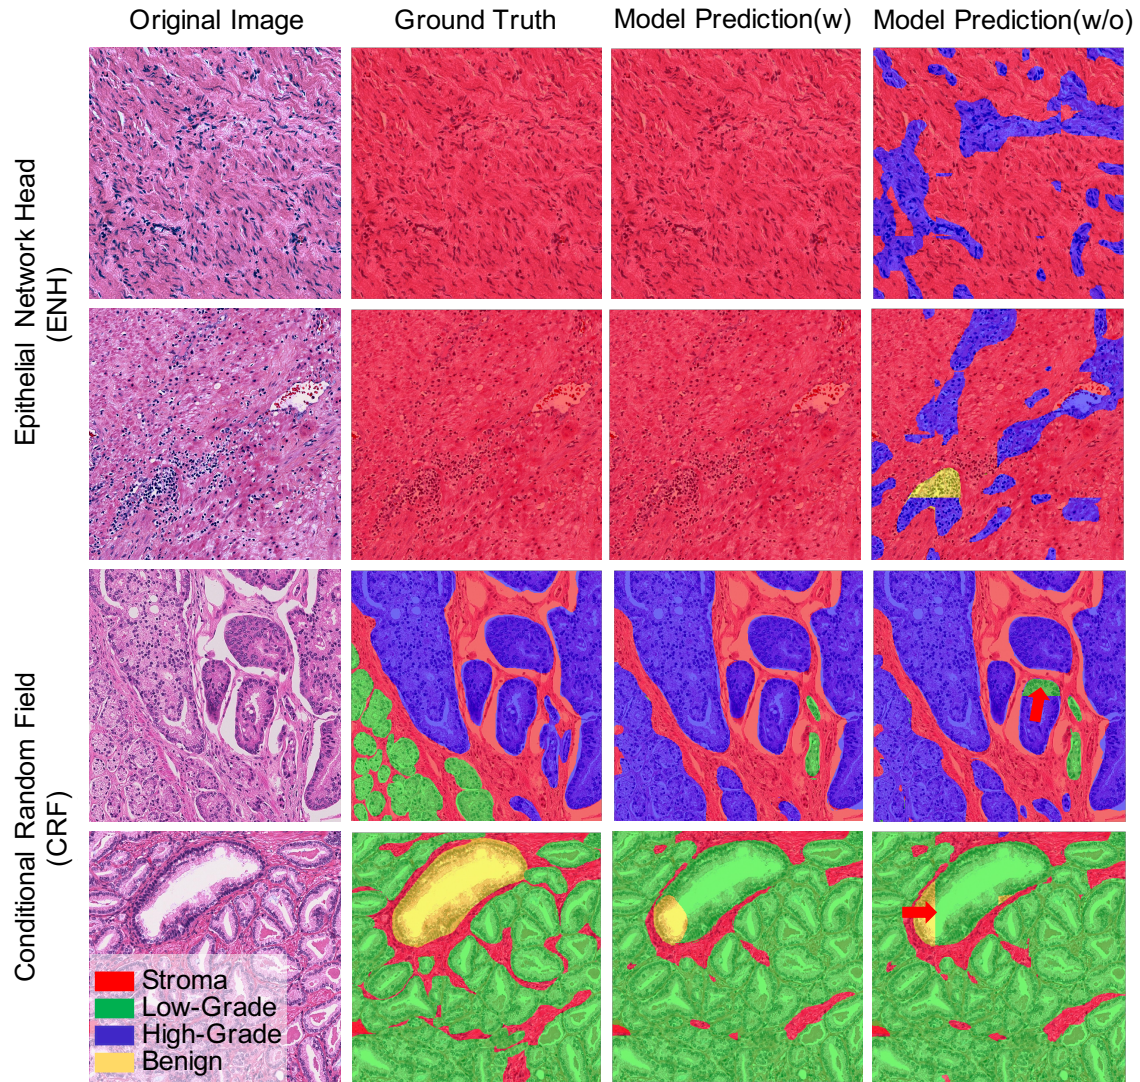 Original Image
Ground Truth
Model Prediction(w)
Model Prediction(w/o)
Epithelial Network Head
(ENH)
Conditional Random Field
(CRF)
Stroma
Low-Grade
High-Grade
Benign